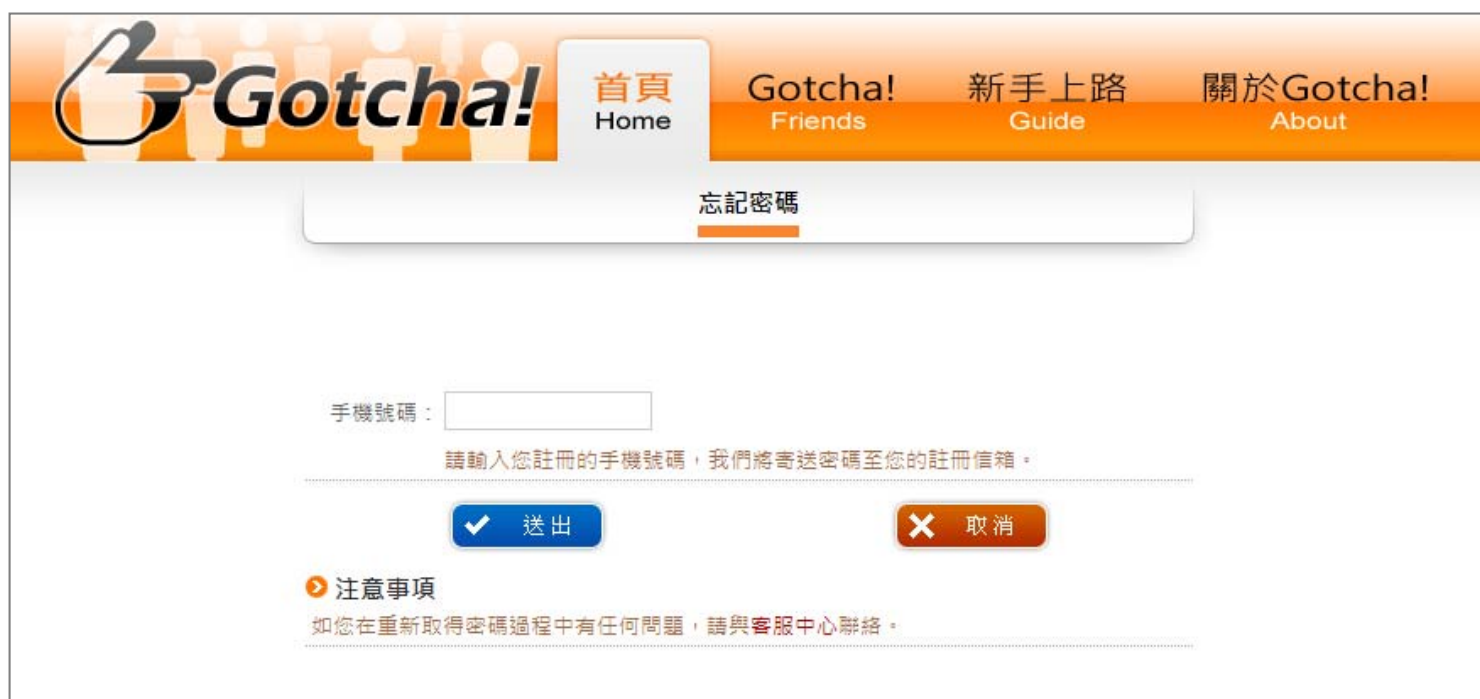 Gotcha!
首頁 Gotcha! 新手上路 關於Gotcha!
Home Friends Guide About
忘記密碼
手機號碼：
請輸入您註冊的手機號碼，我們將寄送密碼至您的註冊信箱。
送出 取消
注意事項
如您在重新取得密碼過程中有任何問題，請與客服中心聯絡。